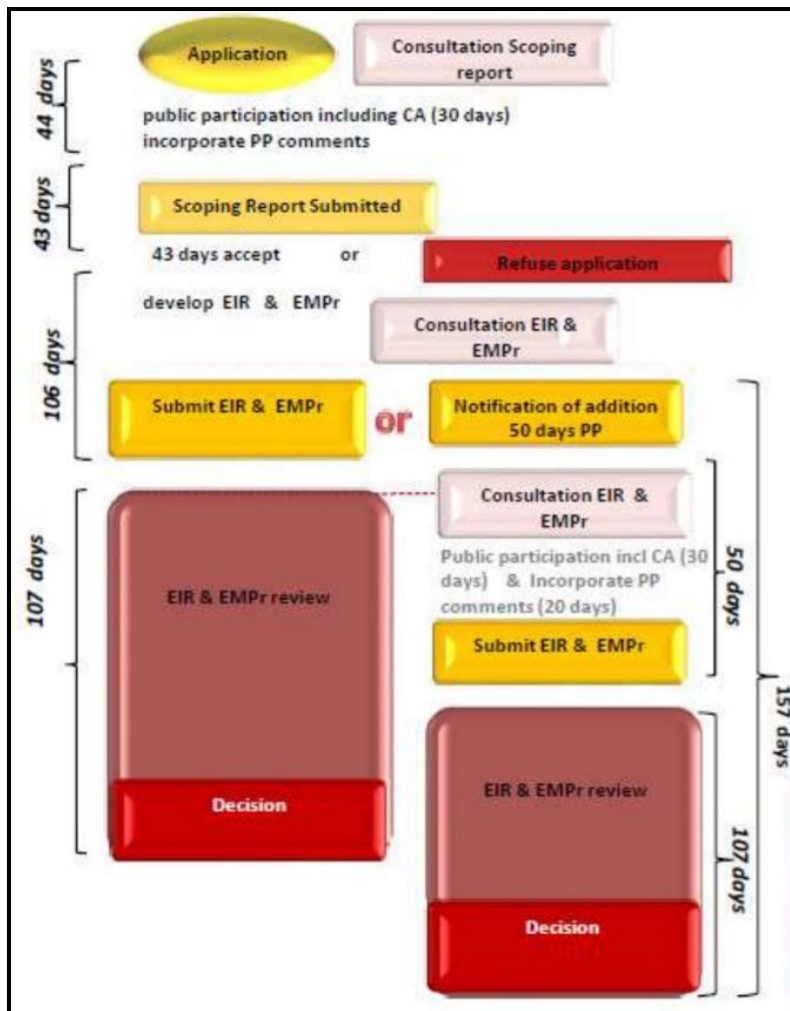 Application
Consultation Scoping
report
44 days
public participation including CA (30 days)
incorporate PP comments
43 days
Scoping Report Submitted
43 days accept or
Refuse application
develop EIR & EMPr
Consultation EIR &
EMPr
106 days
Submit EIR & EMPr
or
Notification of addition
50 days PP
Consultation EIR &
EMPr
Public participation incl CA (30
days) & Incorporate PP
comments (20 days)
50 days
Submit EIR & EMPr
107 days
EIR & EMPr review
Decision
157 days
EIR & EMPr review
107 days
Decision